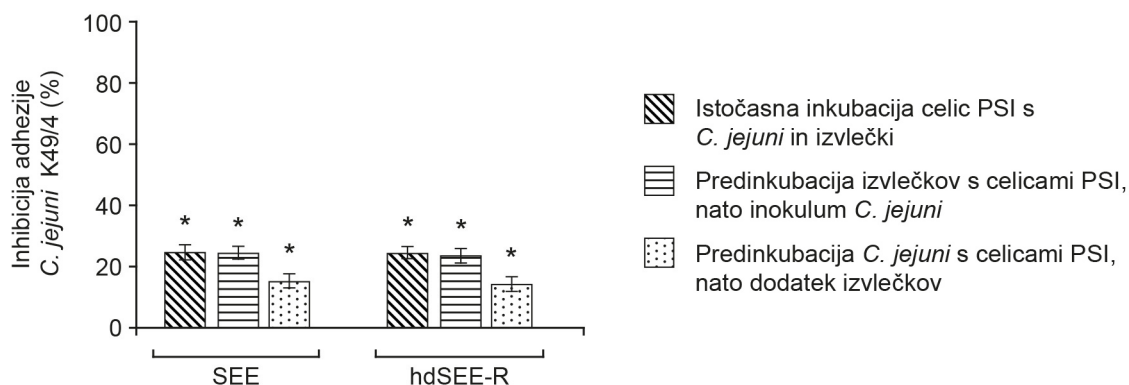 Inhibicija adhezije
C. jejuni K49/4 (%)
100
80
60
40
20
0
* * *
* * *
SEE
hdSEE-R
Istočasna inkubacija celic PSI s
C. jejuni in izvlečki
Predinkubacija izvlečkov s celicami PSI,
nato inokulum C. jejuni
Predinkubacija C. jejuni s celicami PSI,
nato dodatek izvlečkov